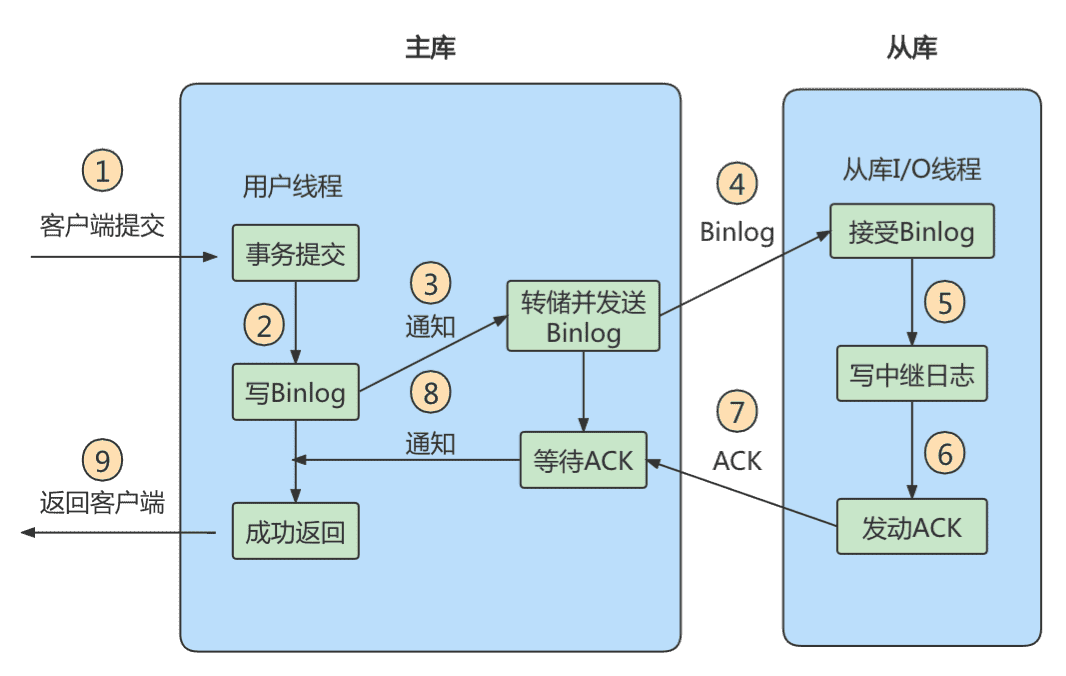 主库
从库
1
客户端提交
用户线程
事务提交
2
写Binlog
3
通知
转储并发送
Binlog
4
Binlog
从库I/O线程
接受Binlog
5
写中继日志
6
发动ACK
7
ACK
等待ACK
8
通知
成功返回
9
返回客户端